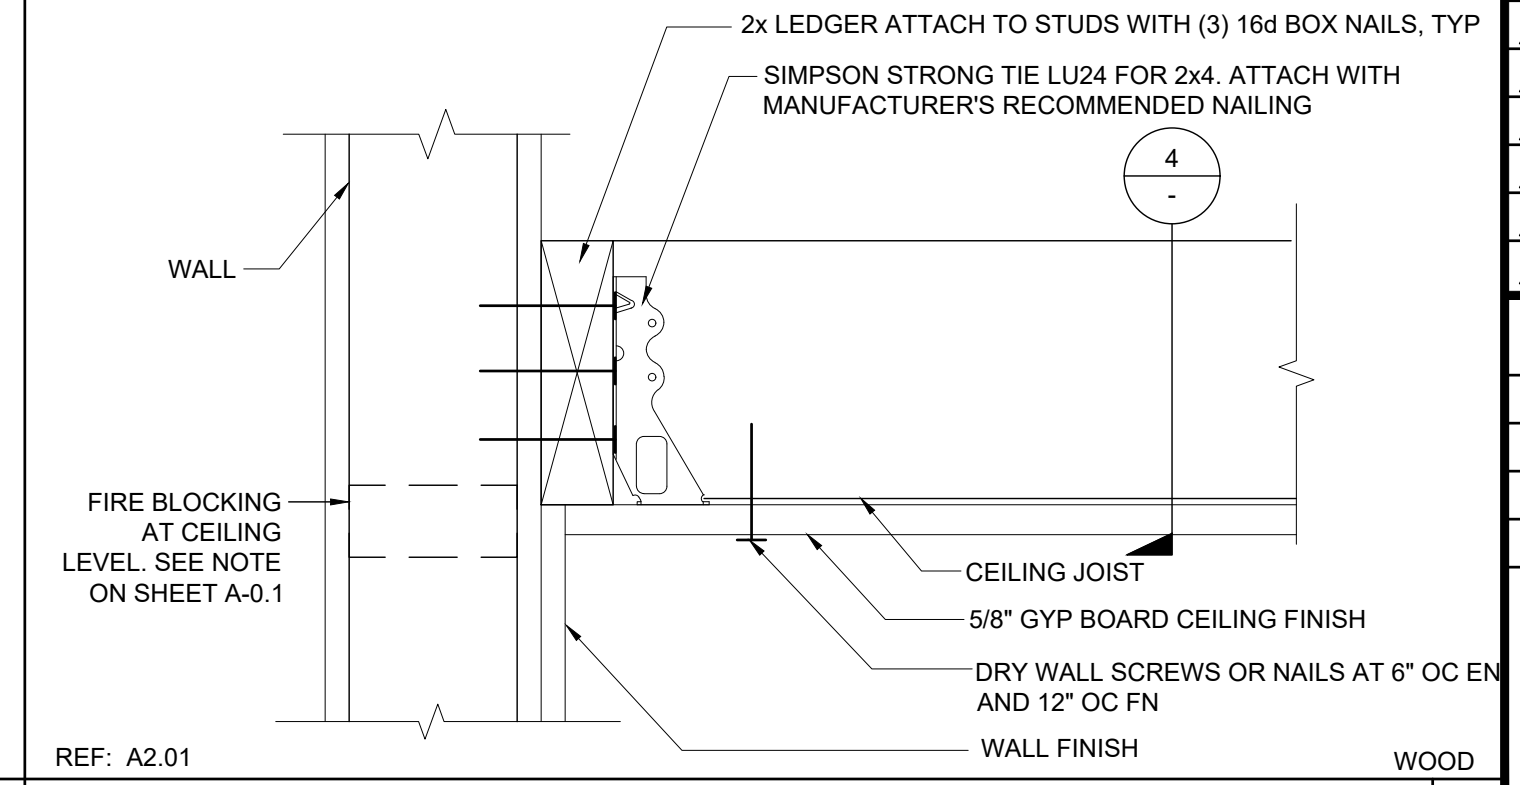 2x LEDGER ATTACH TO STUDS WITH (3) 16d BOX NAILS, TYP
SIMPSON STRONG TIE LU24 FOR 2x4. ATTACH WITH
MANUFACTURER'S RECOMMENDED NAILING
4
-
WALL
FIRE BLOCKING
AT CEILING
LEVEL. SEE NOTE
ON SHEET A-0.1
CEILING JOIST
5/8" GYP BOARD CEILING FINISH
DRY WALL SCREWS OR NAILS AT 6" OC EN
AND 12" OC FN
WALL FINISH
REF: A2.01
WOOD